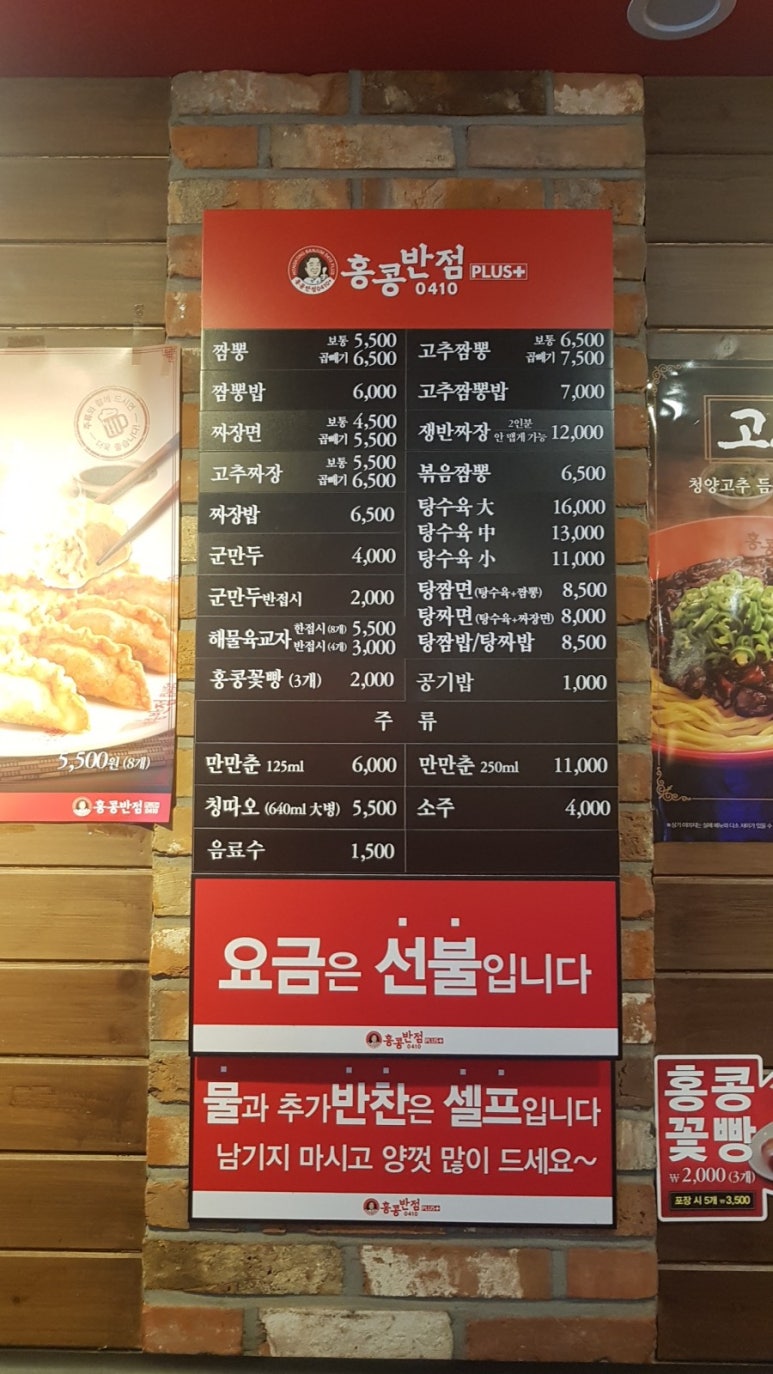 홍콩반점 PLUS+
0410
짬뽕 보통 5,500 곱빼기 6,500
고추짬뽕 보통 6,500 곱빼기 7,500
짬뽕밥 6,000
고추짬뽕밥 7,000
짜장면 보통 4,500 곱빼기 5,500
쟁반짜장 2인분 안 맵게 가능 12,000
고추짜장 보통 5,500 곱빼기 6,500
볶음짬뽕 6,500
짜장밥 6,500
탕수육 大 16,000
탕수육 中 13,000
탕수육 小 11,000
군만두 4,000
군만두반접시 2,000
탕짬면(탕수육+짬뽕) 8,500
탕짜면(탕수육+짜장면) 8,000
탕짬밥/탕짜밥 8,500
해물육교자 한접시(8개) 5,500 반접시(4개) 3,000
홍콩꽃빵 (3개) 2,000
공기밥 1,000
주 류
만만춘 125ml 6,000
만만춘 250ml 11,000
칭따오 (640ml 大병) 5,500
소주 4,000
음료수 1,500
요금은 선불입니다
홍콩반점 PLUS+
0410
물과 추가반찬은 셀프입니다
남기지 마시고 양껏 많이 드세요~
홍콩반점 PLUS+
0410
5,500원 (8개)
홍콩반점
0410
고
청양고추 듬
홍콩
꽃빵
₩2,000 (3개)
포장 시 5개 ₩3,500